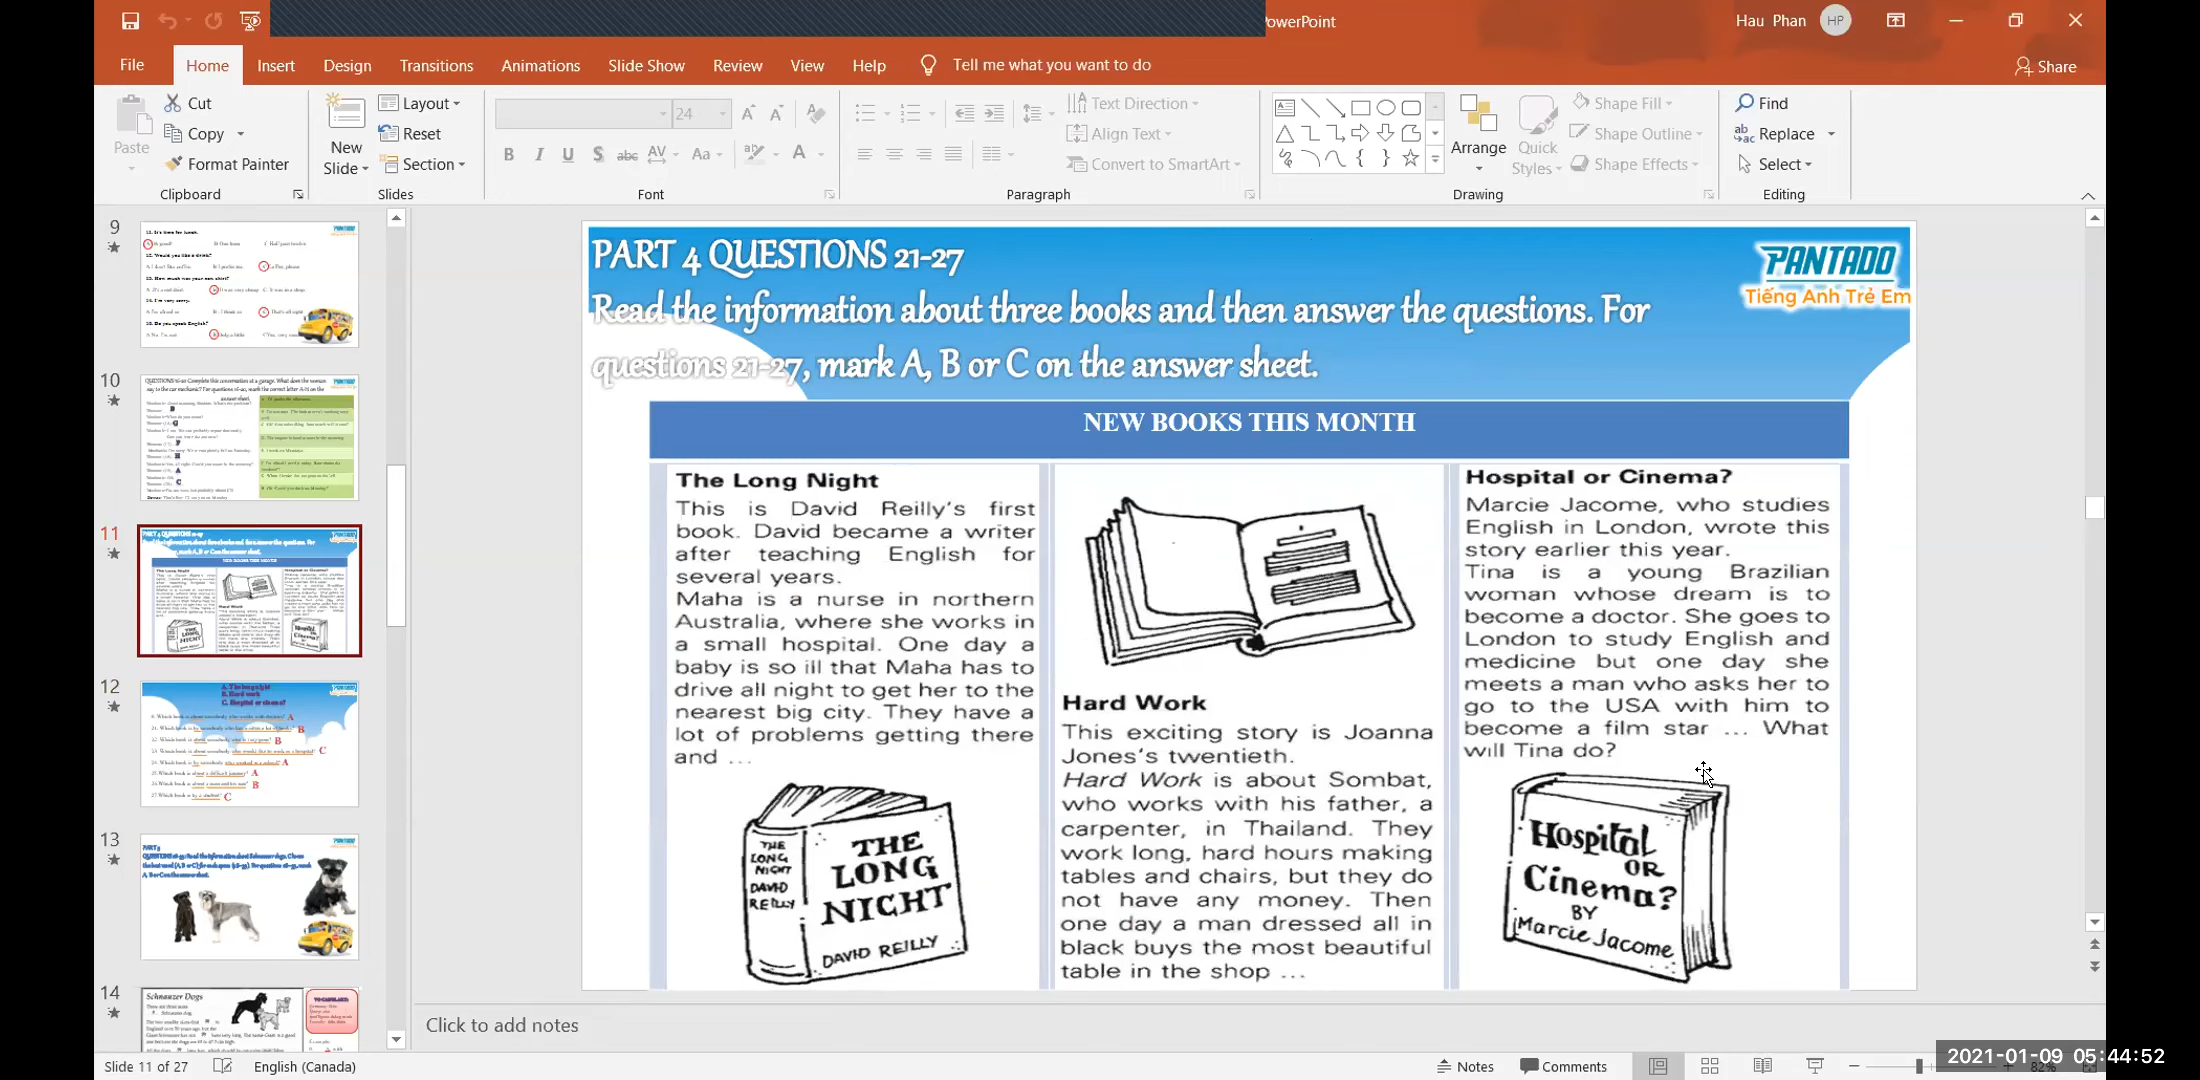 PowerPoint
Hau Phan
HP
File
Home
Insert
Design
Transitions
Animations
Slide Show
Review
View
Help
Tell me what you want to do
Share
Paste
Cut
Copy
Format Painter
Clipboard
New
Slide
Layout
Reset
Section
Slides
24
Font
Text Direction
Align Text
Convert to SmartArt
Paragraph
Arrange
Quick
Styles
Shape Fill
Shape Outline
Shape Effects
Drawing
Find
Replace
Select
Editing
9
10
11
12
13
14
PART 4 QUESTIONS 21-27
Read the information about three books and then answer the questions. For
questions 21-27, mark A, B or C on the answer sheet.
PANTADO
Tiếng Anh Trẻ Em
NEW BOOKS THIS MONTH
The Long Night
This is David Reilly's first
book. David became a writer
after teaching English for
several years.
Maha is a nurse in northern
Australia, where she works in
a small hospital. One day a
baby is so ill that Maha has to
drive all night to get her to the
nearest big city. They have a
lot of problems getting there
and ...
THE
LONG
NIGHT
DAVID
REILLY
THE
LONG
NIGHT
DAVID REILLY
Hard Work
This exciting story is Joanna
Jones's twentieth.
Hard Work is about Sombat,
who works with his father, a
carpenter, in Thailand. They
work long, hard hours making
tables and chairs, but they do
not have any money. Then
one day a man dressed all in
black buys the most beautiful
table in the shop ...
Hospital or Cinema?
Marcie Jacome, who studies
English in London, wrote this
story earlier this year.
Tina is a young Brazilian
woman whose dream is to
become a doctor. She goes to
London to study English and
medicine but one day she
meets a man who asks her to
go to the USA with him to
become a film star ... What
will Tina do?
Hospital
OR
Cinema?
BY
Marcie Jacome
Click to add notes
Slide 11 of 27
English (Canada)
Notes
Comments
2021-01-09 05:44:52